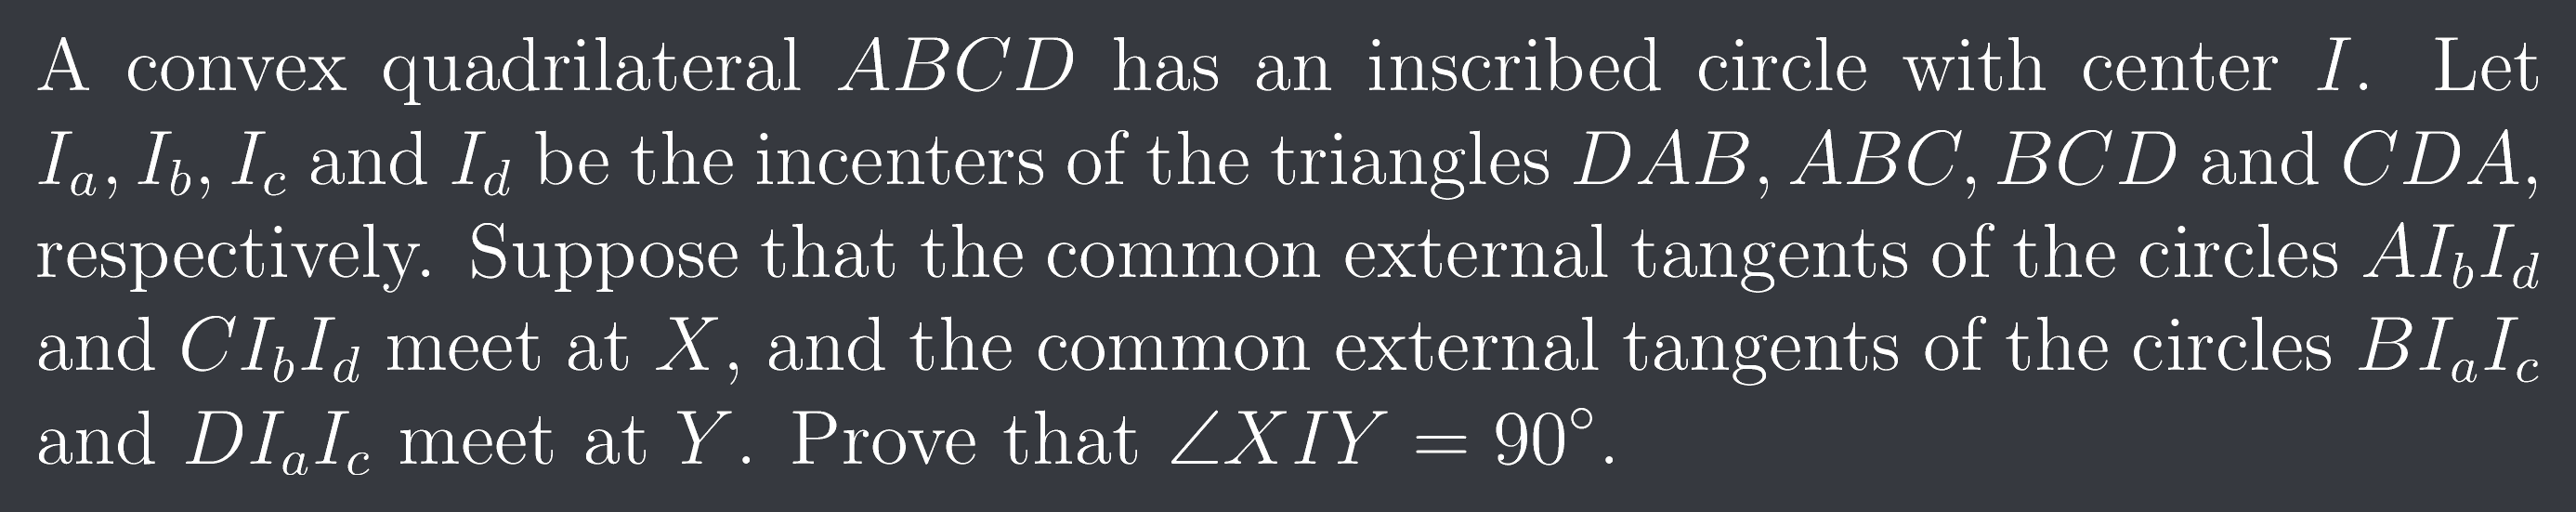 A convex quadrilateral $ABCD$ has an inscribed circle with center $I$. Let
$I_a, I_b, I_c$ and $I_d$ be the incenters of the triangles $DAB, ABC, BCD$ and $CDA$,
respectively. Suppose that the common external tangents of the circles $AI_bI_d$
and $CI_bI_d$ meet at $X$, and the common external tangents of the circles $BI_aI_c$
and $DI_aI_c$ meet at $Y$. Prove that $\angle XIY = 90^\circ$.